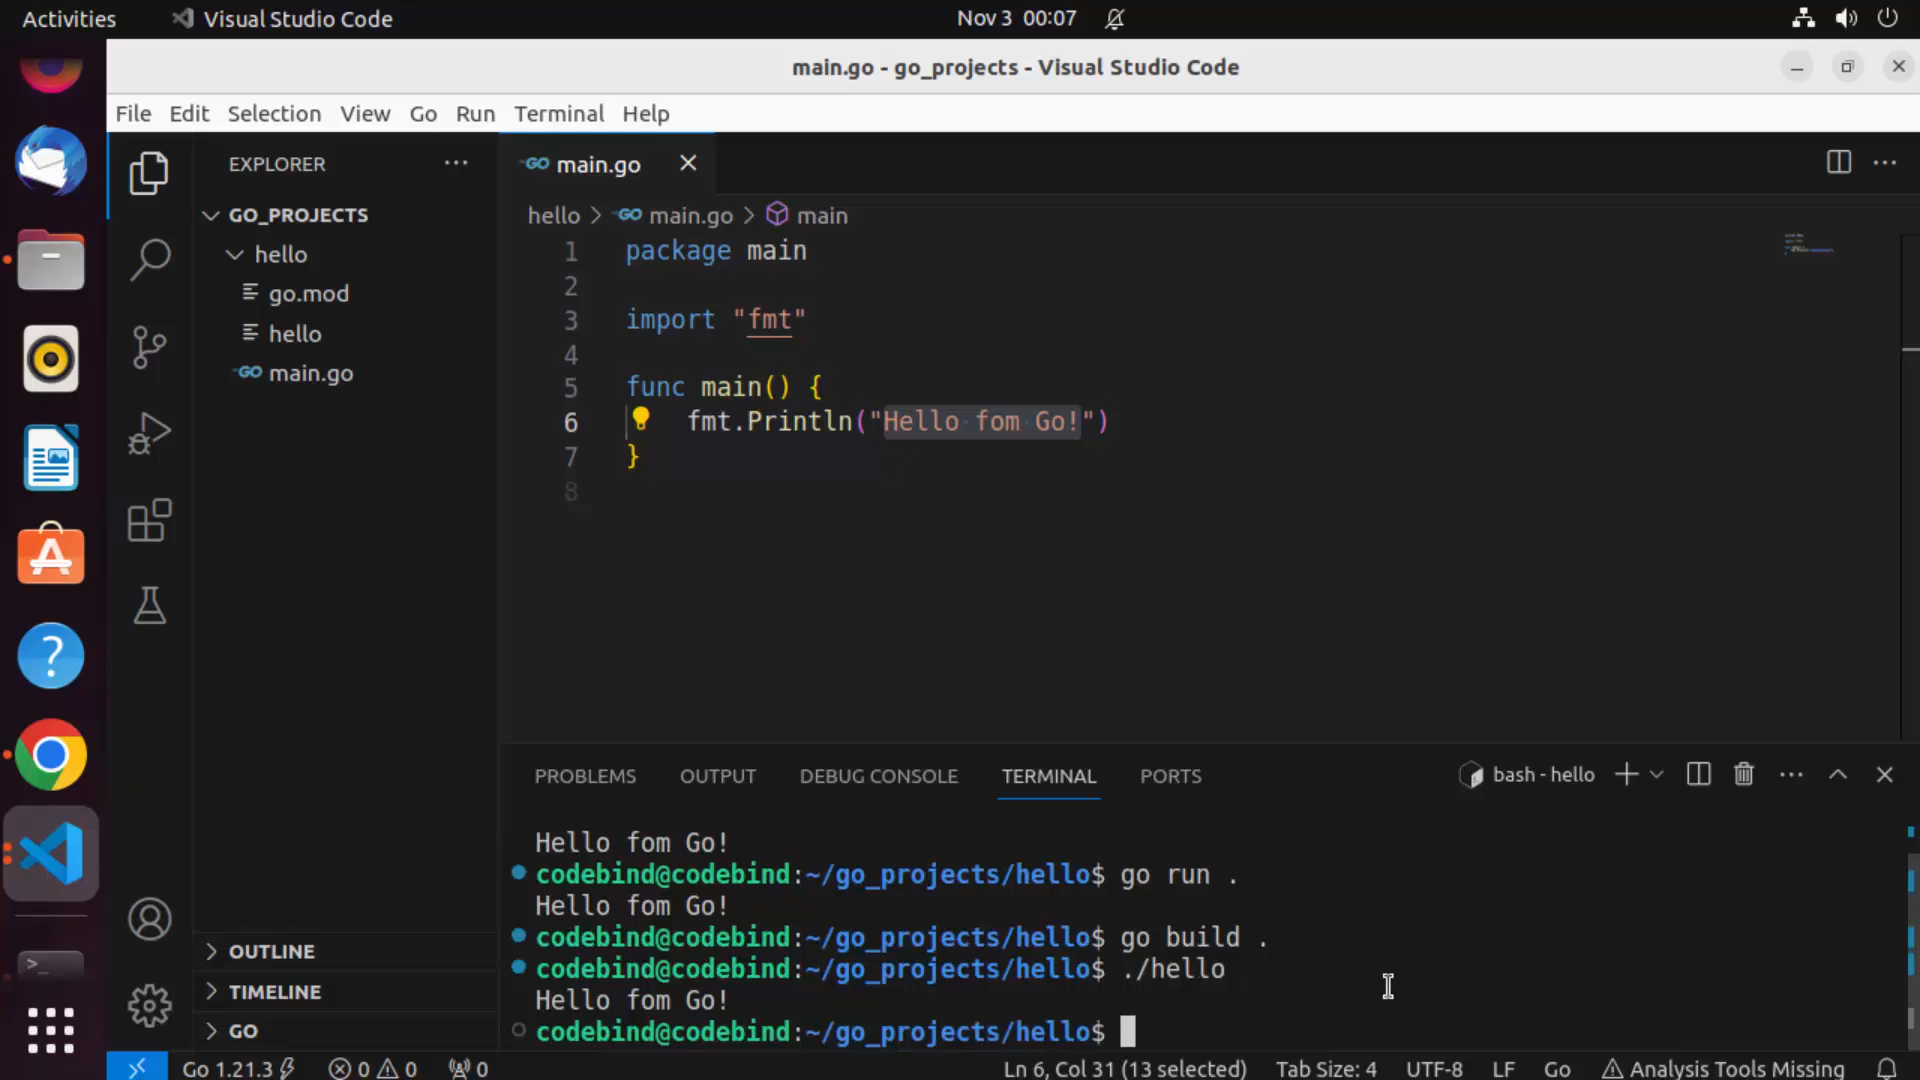 Activities Visual Studio Code Nov 3 00:07
main.go - go_projects - Visual Studio Code
File Edit Selection View Go Run Terminal Help
EXPLORER
GO_PROJECTS
hello
go.mod
hello
GO main.go
OUTLINE
TIMELINE
GO
GO main.go
hello > GO main.go > main
1 package main
2
3 import "fmt"
4
5 func main() {
6 fmt.Println("Hello fom Go!")
7 }
8
PROBLEMS OUTPUT DEBUG CONSOLE TERMINAL PORTS bash - hello
Hello fom Go!
codebind@codebind:~/go_projects/hello$ go run .
Hello fom Go!
codebind@codebind:~/go_projects/hello$ go build .
codebind@codebind:~/go_projects/hello$ ./hello
Hello fom Go!
codebind@codebind:~/go_projects/hello$
Go 1.21.3 0 0 0 Ln 6, Col 31 (13 selected) Tab Size: 4 UTF-8 LF Go Analysis Tools Missing